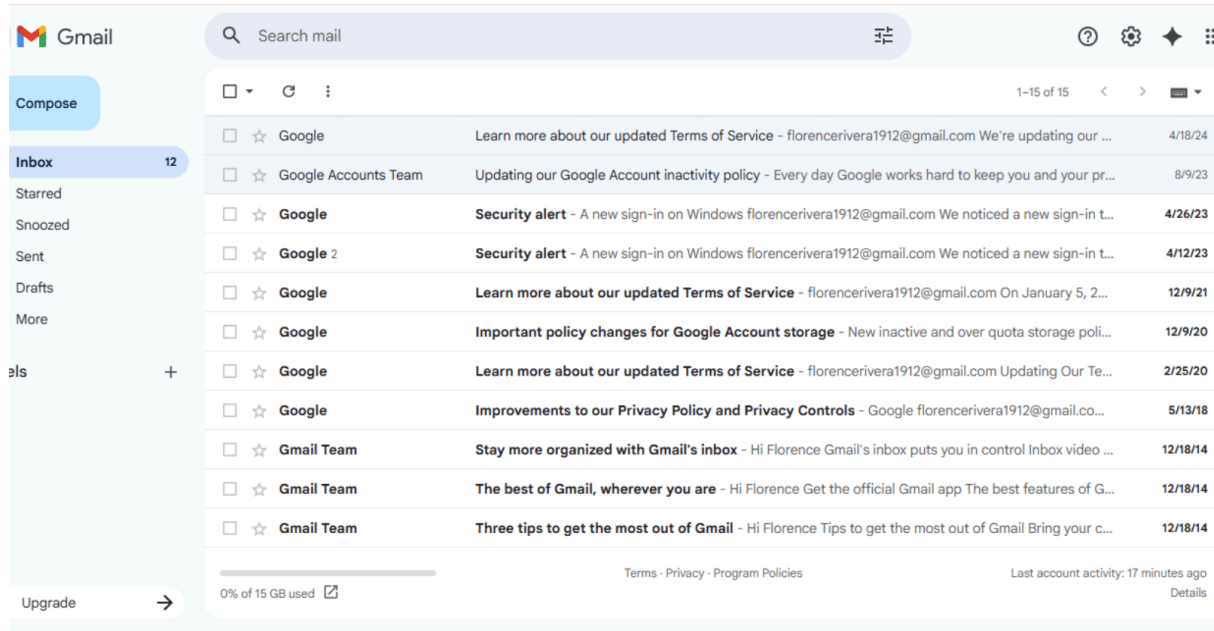 Gmail
Search mail
Compose
1–15 of 15
Inbox 12
Starred
Snoozed
Sent
Drafts
More
els
Google Learn more about our updated Terms of Service - florencerivera1912@gmail.com We're updating our ... 4/18/24
Google Accounts Team Updating our Google Account inactivity policy - Every day Google works hard to keep you and your pr... 8/9/23
Google Security alert - A new sign-in on Windows florencerivera1912@gmail.com We noticed a new sign-in t... 4/26/23
Google 2 Security alert - A new sign-in on Windows florencerivera1912@gmail.com We noticed a new sign-in t... 4/12/23
Google Learn more about our updated Terms of Service - florencerivera1912@gmail.com On January 5, 2... 12/9/21
Google Important policy changes for Google Account storage - New inactive and over quota storage poli... 12/9/20
Google Learn more about our updated Terms of Service - florencerivera1912@gmail.com Updating Our Te... 2/25/20
Google Improvements to our Privacy Policy and Privacy Controls - Google florencerivera1912@gmail.co... 5/13/18
Gmail Team Stay more organized with Gmail's inbox - Hi Florence Gmail's inbox puts you in control Inbox video ... 12/18/14
Gmail Team The best of Gmail, wherever you are - Hi Florence Get the official Gmail app The best features of G... 12/18/14
Gmail Team Three tips to get the most out of Gmail - Hi Florence Tips to get the most out of Gmail Bring your c... 12/18/14
Terms · Privacy · Program Policies
Last account activity: 17 minutes ago
0% of 15 GB used
Details
Upgrade